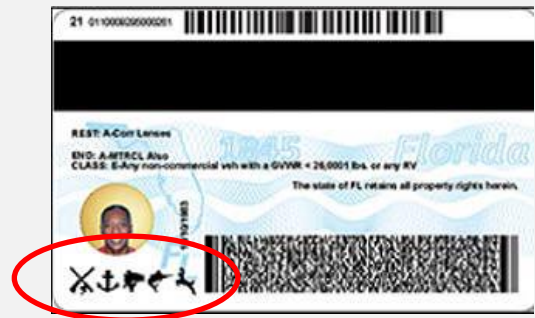 21 0110008286000201
REST: A-Corr Lenses
1845 Florida
END: A-MTRCL Also
CLASS: E-Any non-commercial veh with a GVWR < 26,0001 lbs. or any RV
The state of FL retains all property rights herein.